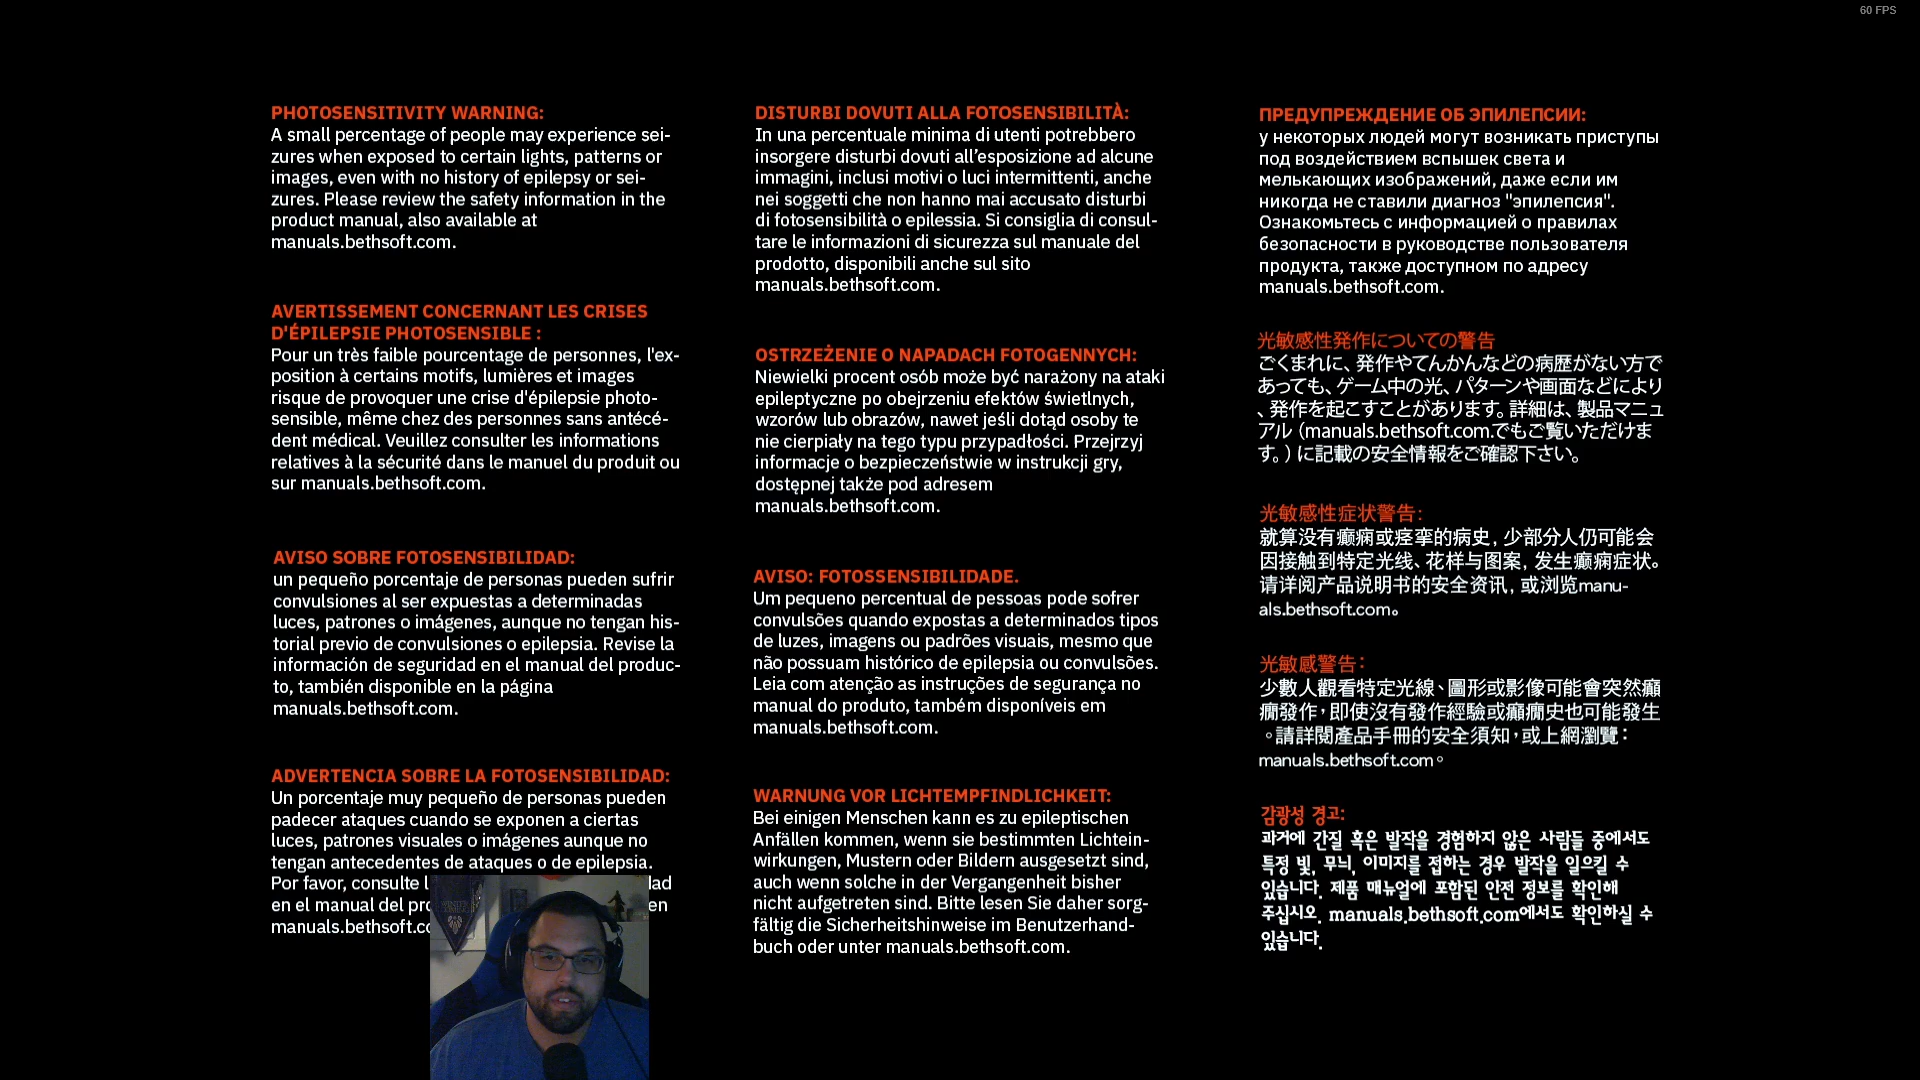 60 FPS
PHOTOSENSITIVITY WARNING:
A small percentage of people may experience sei-
zures when exposed to certain lights, patterns or
images, even with no history of epilepsy or sei-
zures. Please review the safety information in the
product manual, also available at
manuals.bethsoft.com.
AVERTISSEMENT CONCERNANT LES CRISES
D'ÉPILEPSIE PHOTOSENSIBLE :
Pour un très faible pourcentage de personnes, l'ex-
position à certains motifs, lumières et images
risque de provoquer une crise d'épilepsie photo-
sensible, même chez des personnes sans antécé-
dent médical. Veuillez consulter les informations
relatives à la sécurité dans le manuel du produit ou
sur manuals.bethsoft.com.
AVISO SOBRE FOTOSENSIBILIDAD:
un pequeño porcentaje de personas pueden sufrir
convulsiones al ser expuestas a determinadas
luces, patrones o imágenes, aunque no tengan his-
torial previo de convulsiones o epilepsia. Revise la
información de seguridad en el manual del produc-
to, también disponible en la página
manuals.bethsoft.com.
ADVERTENCIA SOBRE LA FOTOSENSIBILIDAD:
Un porcentaje muy pequeño de personas pueden
padecer ataques cuando se exponen a ciertas
luces, patrones visuales o imágenes aunque no
tengan antecedentes de ataques o de epilepsia.
Por favor, consulte
en el manual del en
DISTURBI DOVUTI ALLA FOTOSENSIBILITÀ:
In una percentuale minima di utenti potrebbero
insorgere disturbi dovuti all’esposizione ad alcune
immagini, inclusi motivi o luci intermittenti, anche
nei soggetti che non hanno mai accusato disturbi
di fotosensibilità o epilessia. Si consiglia di consul-
tare le informazioni di sicurezza sul manuale del
prodotto, disponibili anche sul sito
manuals.bethsoft.com.
OSTRZEŻENIE O NAPADACH FOTOGENNYCH:
Niewielki procent osób może być narażony na ataki
epileptyczne po obejrzeniu efektów świetlnych,
wzorów lub obrazów, nawet jeśli dotąd osoby te
nie cierpiały na tego typu przypadłości. Przejrzyj
informacje o bezpieczeństwie w instrukcji gry,
dostępnej także pod adresem
manuals.bethsoft.com.
AVISO: FOTOSSENSIBILIDADE.
Um pequeno percentual de pessoas pode sofrer
convulsões quando expostas a determinados tipos
de luzes, imagens ou padrões visuais, mesmo que
não possuam histórico de epilepsia ou convulsões.
Leia com atenção as instruções de segurança no
manual do produto, também disponíveis em
manuals.bethsoft.com.
WARNUNG VOR LICHTEMPFINDLICHKEIT:
Bei einigen Menschen kann es zu epileptischen
Anfällen kommen, wenn sie bestimmten Lichtein-
wirkungen, Mustern oder Bildern ausgesetzt sind,
auch wenn solche in der Vergangenheit bisher
nicht aufgetreten sind. Bitte lesen Sie daher sorg-
fältig die Sicherheitshinweise im Benutzerhand-
buch oder unter manuals.bethsoft.com.
ПРЕДУПРЕЖДЕНИЕ ОБ ЭПИЛЕПСИИ:
у некоторых людей могут возникать приступы
под воздействием вспышек света и
мелькающих изображений, даже если им
никогда не ставили диагноз "эпилепсия".
Ознакомьтесь с информацией о правилах
безопасности в руководстве пользователя
продукта, также доступном по адресу
manuals.bethsoft.com.
光敏感性発作についての警告
ごくまれに、発作やてんかんなどの病歴がない方で
あっても、ゲーム中の光、パターンや画面などにより
、発作を起こすことがあります。詳細は、製品マニュ
アル（manuals.bethsoft.com.でもご覧いただけま
す。）に記載の安全情報をご確認下さい。
光敏感性症状警告：
就算没有癫痫或痉挛的病史，少部分人仍可能会
因接触到特定光线、花样与图案，发生癫痫症状。
请详阅产品说明书的安全资讯，或浏览manu-
als.bethsoft.com。
光敏感警告：
少數人觀看特定光線、圖形或影像可能會突然癲
癇發作，即使沒有發作經驗或癲癇史也可能發生
。請詳閱產品手冊的安全須知，或上網瀏覽：
manuals.bethsoft.com。
감광성 경고:
과거에 간질 혹은 발작을 경험하지 않은 사람들 중에서도
특정 빛, 무늬, 이미지를 접하는 경우 발작을 일으킬 수
있습니다. 제품 매뉴얼에 포함된 안전 정보를 확인해
주십시오. manuals.bethsoft.com에서도 확인하실 수
있습니다.